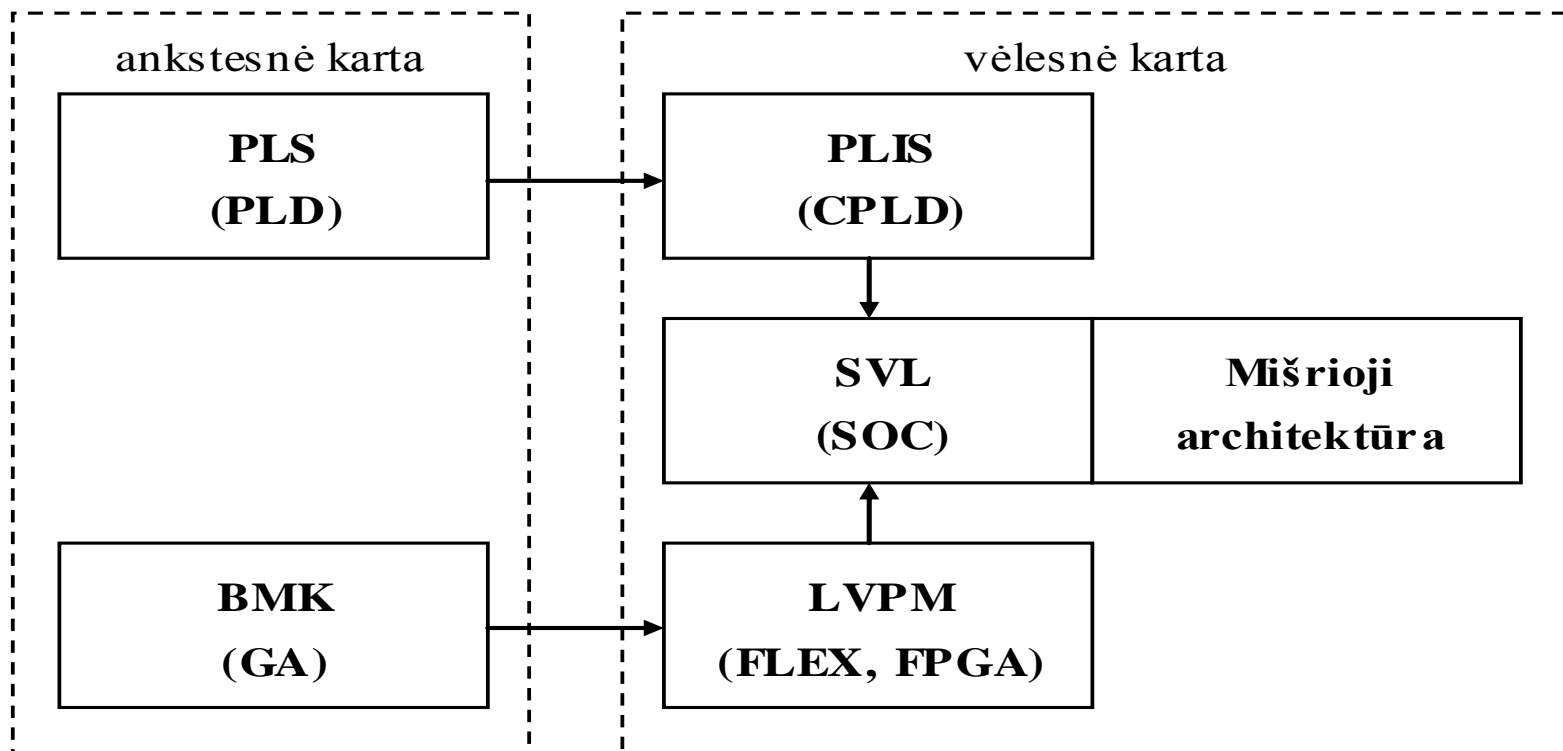 ankstesnė karta
vėlesnė karta
PLS
(PLD)
PLIS
(CPLD)
SVL
(SOC)
Mišrioji
architektūra
BMK
(GA)
LVPM
(FLEX, FPGA)